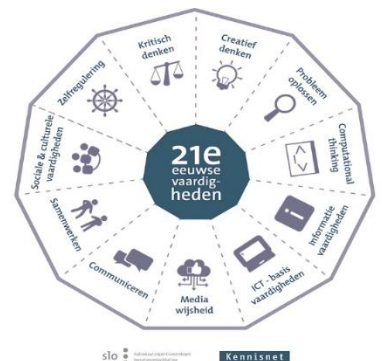 Kritisch
denken
Creatief
denken
Probleem
oplossen
Computational
thinking
Informatie
vaardigheden
ICT - basis
vaardigheden
Media
wijsheid
Communiceren
Samenwerken
Sociale & culturele
vaardigheden
Zelfregulering
21e
eeuwse
vaardig-
heden
slo
Kennisnet